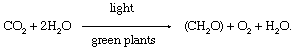 light
CO₂ + 2H₂O ⟶ (CH₂O) + O₂ + H₂O.
green plants